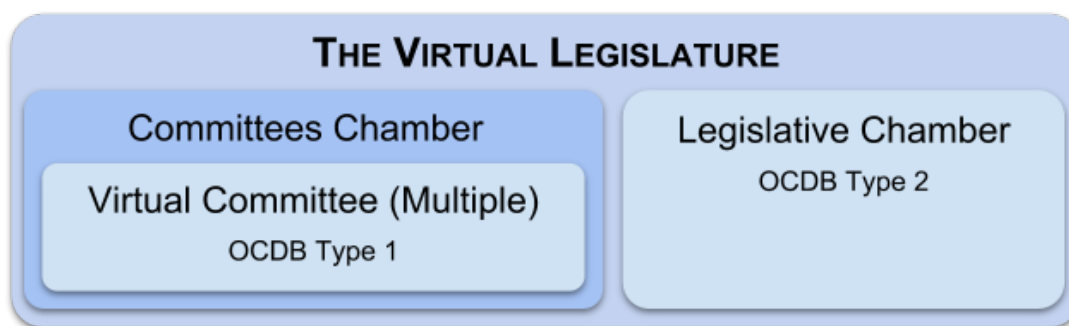 THE VIRTUAL LEGISLATURE
Committees Chamber
Virtual Committee (Multiple)
OCDB Type 1
Legislative Chamber
OCDB Type 2